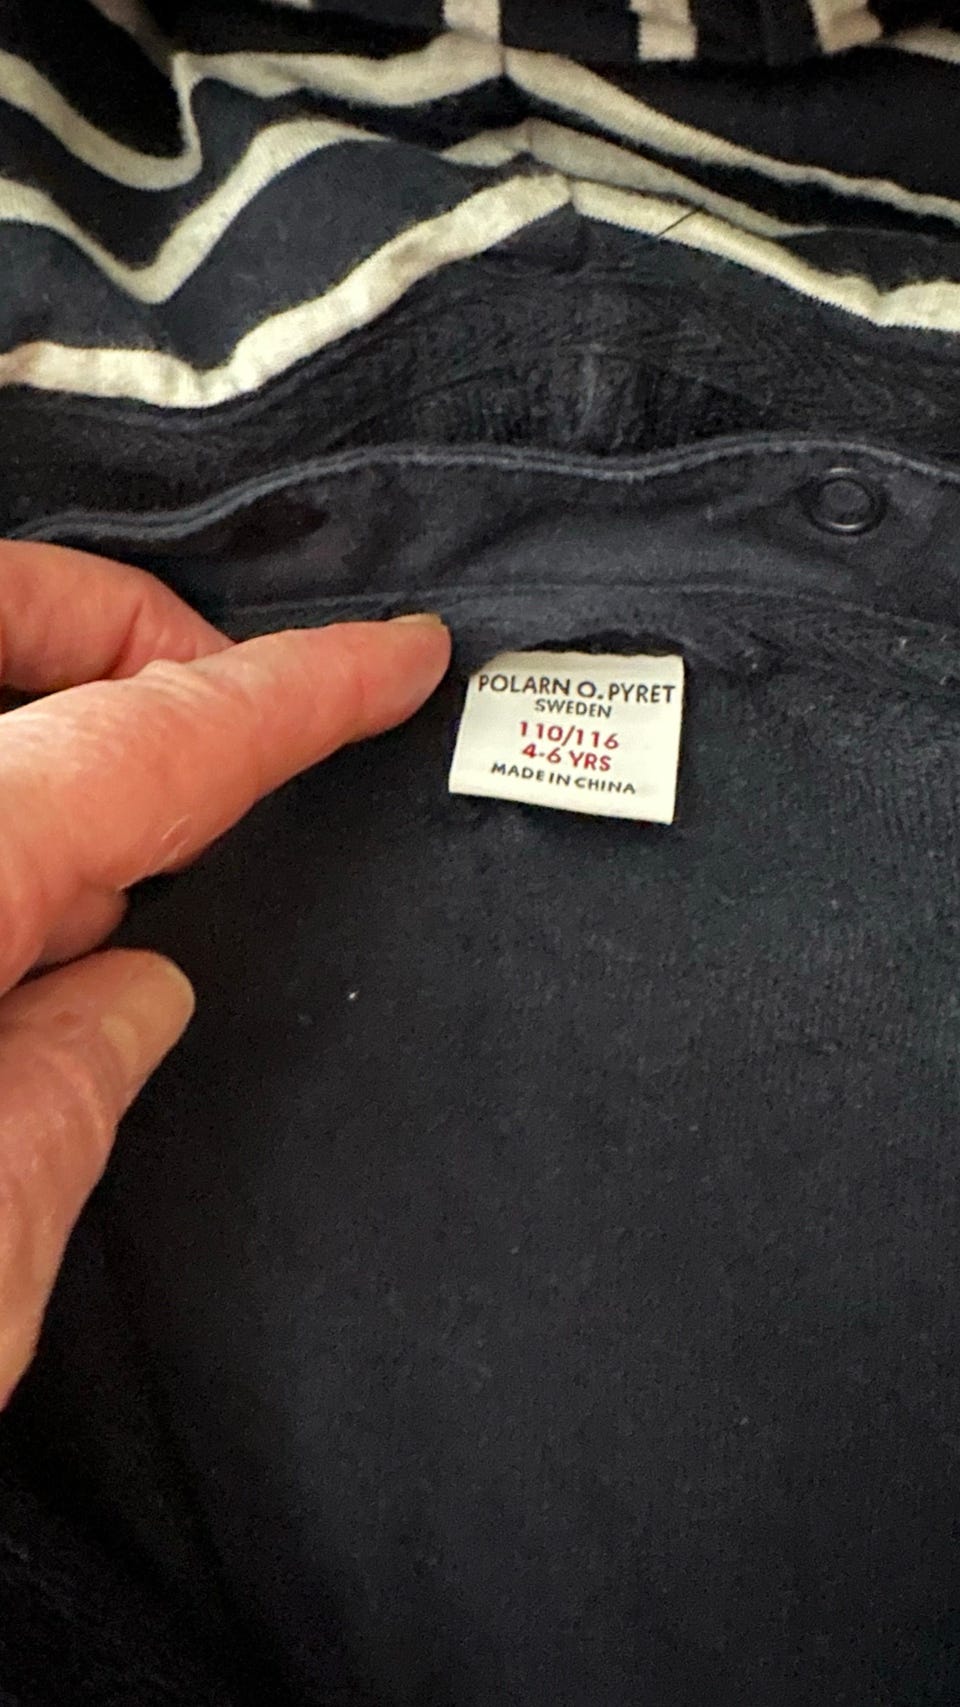 POLARN O. PYRET
SWEDEN
110/116
4-6 YRS
MADE IN CHINA